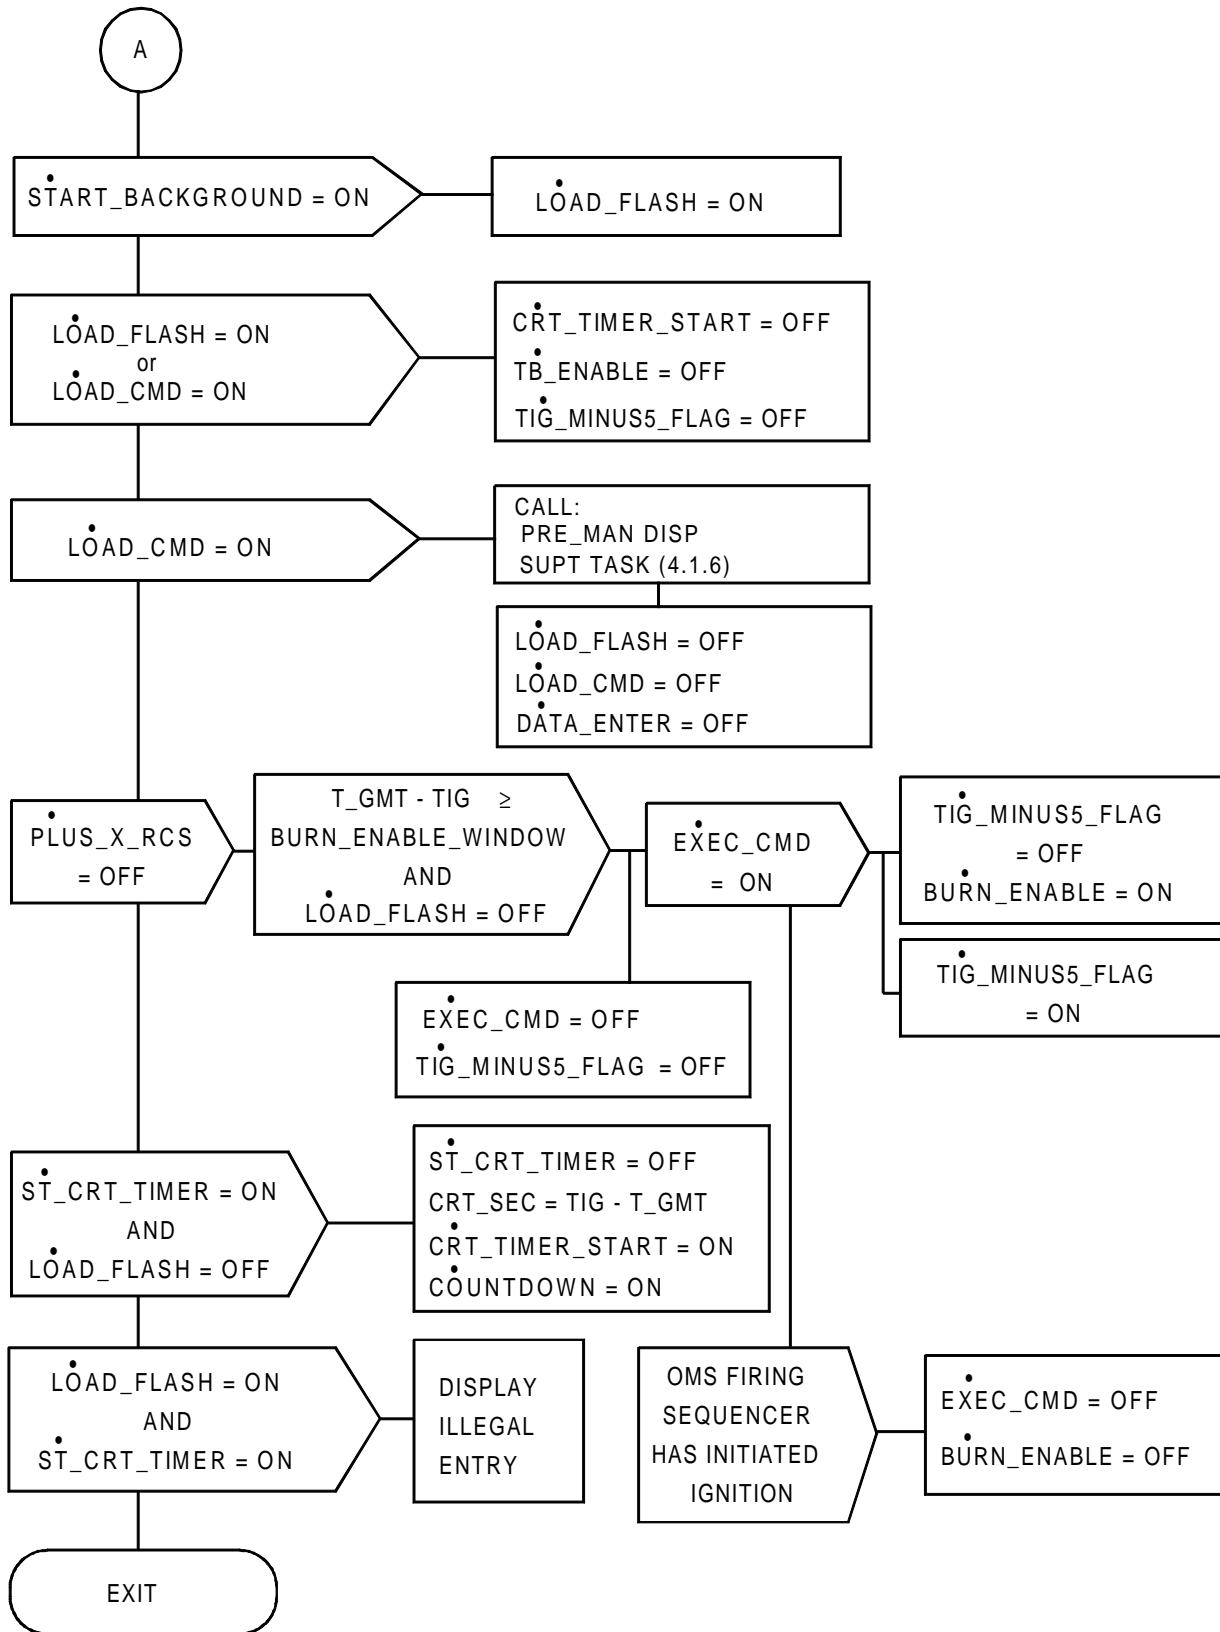 A
START_BACKGROUND = ON
LOAD_FLASH = ON
LOAD_FLASH = ON
or
LOAD_CMD = ON
CRT_TIMER_START = OFF
TB_ENABLE = OFF
TIG_MINUS5_FLAG = OFF
LOAD_CMD = ON
CALL:
PRE_MAN DISP
SUPT TASK (4.1.6)
LOAD_FLASH = OFF
LOAD_CMD = OFF
DATA_ENTER = OFF
PLUS_X_RCS
= OFF
T_GMT - TIG ≥
BURN_ENABLE_WINDOW
AND
LOAD_FLASH = OFF
EXEC_CMD
= ON
TIG_MINUS5_FLAG
= OFF
BURN_ENABLE = ON
TIG_MINUS5_FLAG
= ON
EXEC_CMD = OFF
TIG_MINUS5_FLAG = OFF
ST_CRT_TIMER = ON
AND
LOAD_FLASH = OFF
ST_CRT_TIMER = OFF
CRT_SEC = TIG - T_GMT
CRT_TIMER_START = ON
COUNTDOWN = ON
LOAD_FLASH = ON
AND
ST_CRT_TIMER = ON
DISPLAY
ILLEGAL
ENTRY
OMS FIRING
SEQUENCER
HAS INITIATED
IGNITION
EXEC_CMD = OFF
BURN_ENABLE = OFF
EXIT